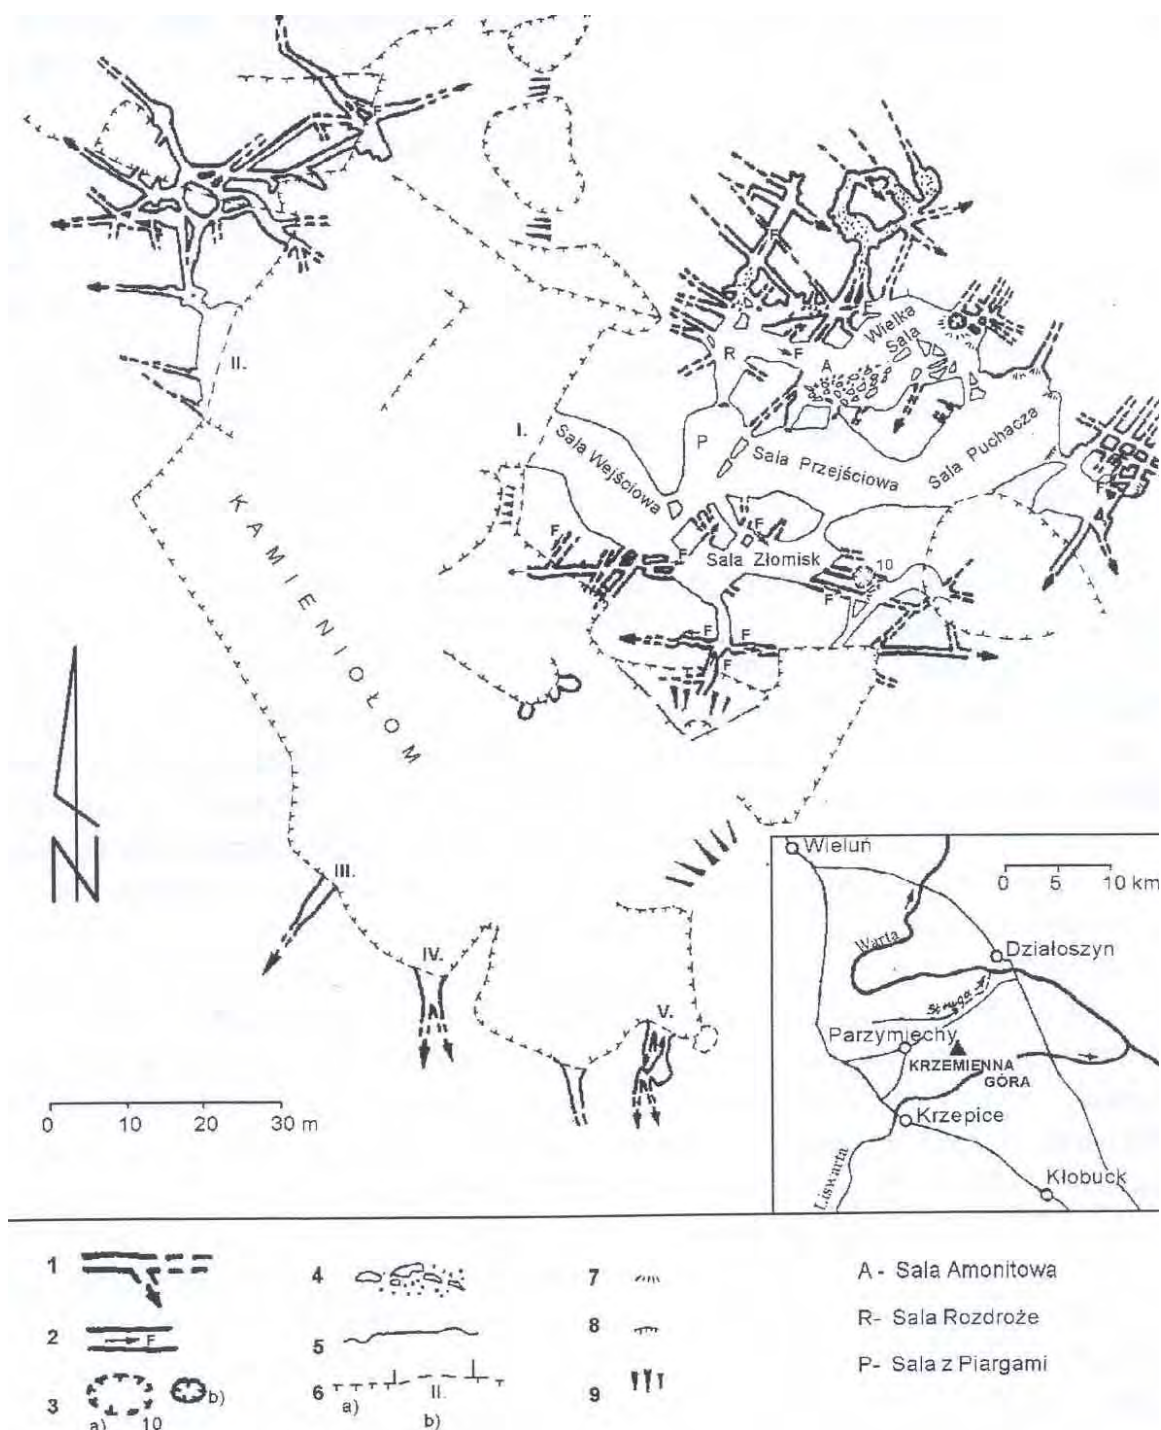 F
II.
I.
R
F
A
Wielka
Sala
P
Sala Wejściowa
Sala Przejściowa
Sala Puchacza
F
F
F
F
F
Sala Złomisk
10
F
F
F
F
KAMIENIOŁOM
N
III.
IV.
V.
0 10 20 30 m
Wieluń
0 5 10 km
Warta
Działoszyn
Struga
Parzymiechy
KRZEMIENNA
GÓRA
Krzepice
Liswarta
Kłobuck
1
2 F
3 a) 10 b)
4
5
6 a) II. b)
7
8
9
A - Sala Amonitowa
R- Sala Rozdroże
P- Sala z Piargami